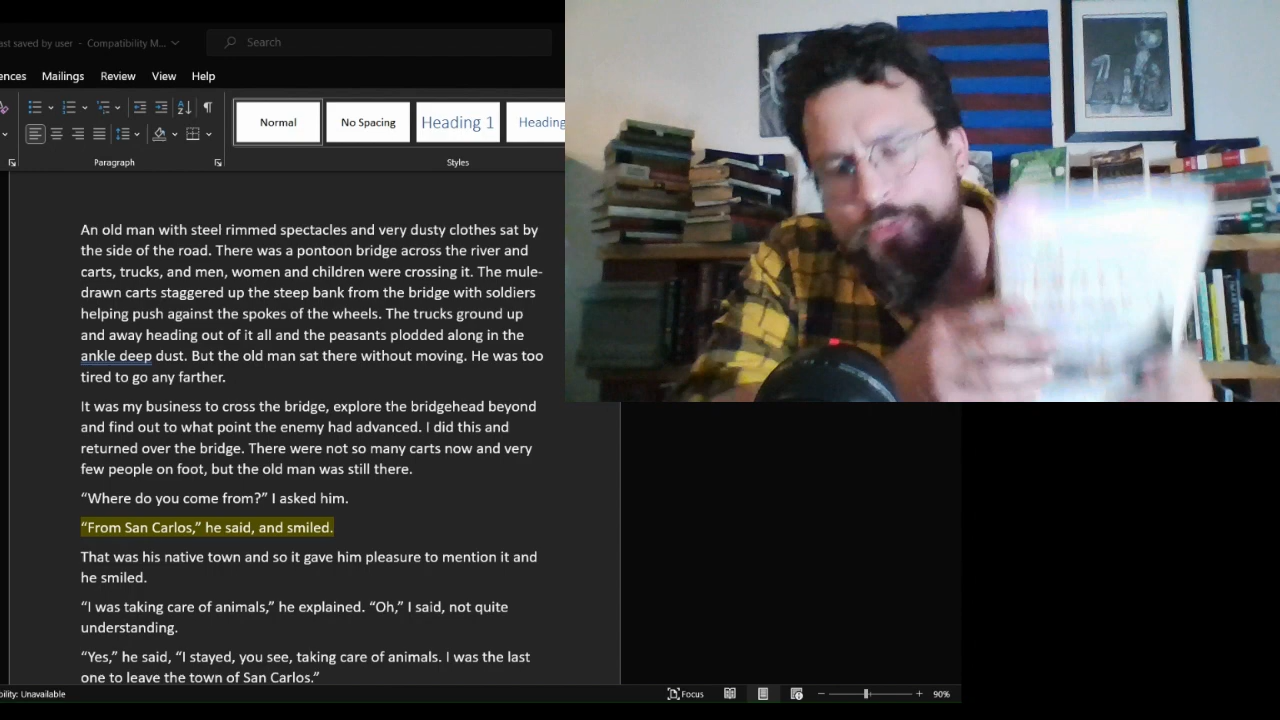 ast saved by user - Compatibility M...
Search
ences Mailings Review View Help
Normal
No Spacing
Heading 1
Heading
Paragraph
Styles
An old man with steel rimmed spectacles and very dusty clothes sat by
the side of the road. There was a pontoon bridge across the river and
carts, trucks, and men, women and children were crossing it. The mule-
drawn carts staggered up the steep bank from the bridge with soldiers
helping push against the spokes of the wheels. The trucks ground up
and away heading out of it all and the peasants plodded along in the
ankle deep dust. But the old man sat there without moving. He was too
tired to go any farther.
It was my business to cross the bridge, explore the bridgehead beyond
and find out to what point the enemy had advanced. I did this and
returned over the bridge. There were not so many carts now and very
few people on foot, but the old man was still there.
“Where do you come from?” I asked him.
“From San Carlos,” he said, and smiled.
That was his native town and so it gave him pleasure to mention it and
he smiled.
“I was taking care of animals,” he explained. “Oh,” I said, not quite
understanding.
“Yes,” he said, “I stayed, you see, taking care of animals. I was the last
one to leave the town of San Carlos.”
bility: Unavailable
Focus
90%